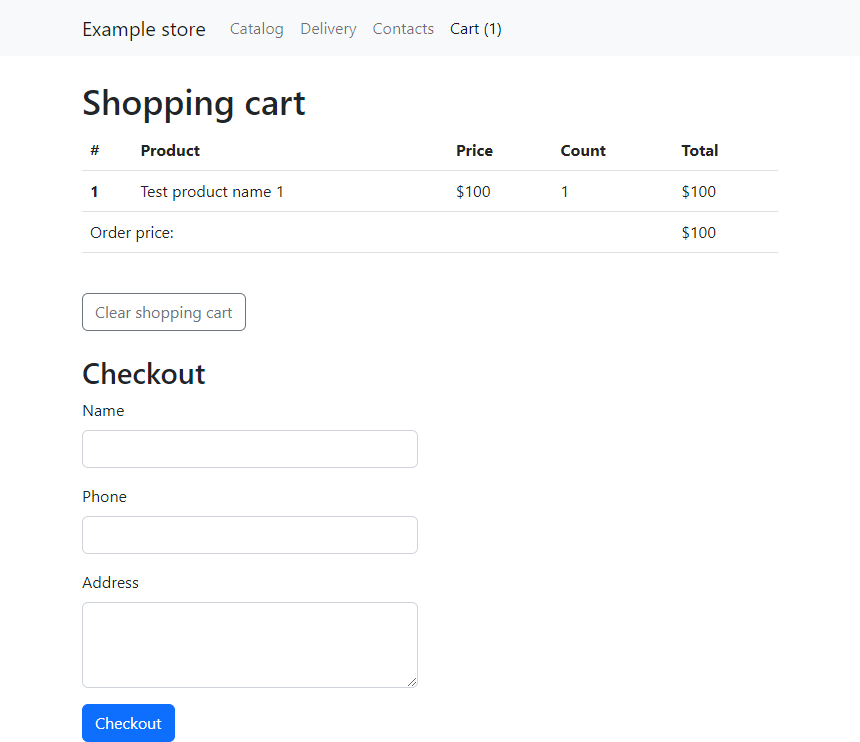 Example store Catalog Delivery Contacts Cart (1)
Shopping cart
# Product Price Count Total
1 Test product name 1 $100 1 $100
Order price: $100
Clear shopping cart
Checkout
Name
Phone
Address
Checkout